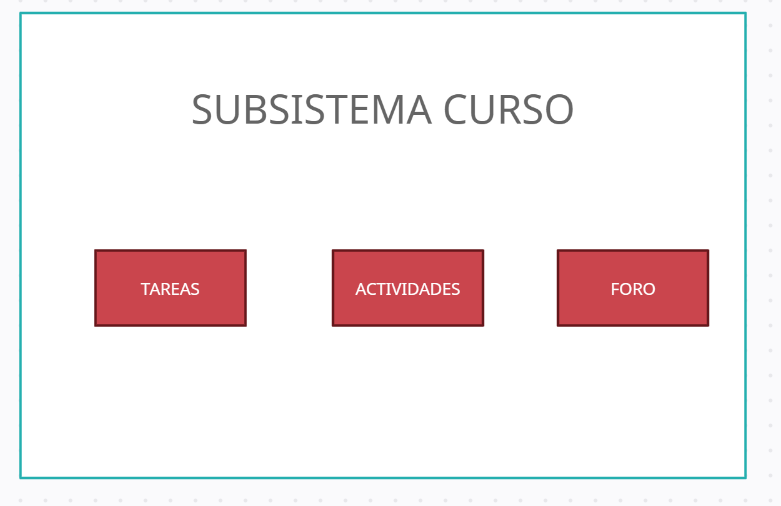 SUBSISTEMA CURSO
TAREAS
ACTIVIDADES
FORO